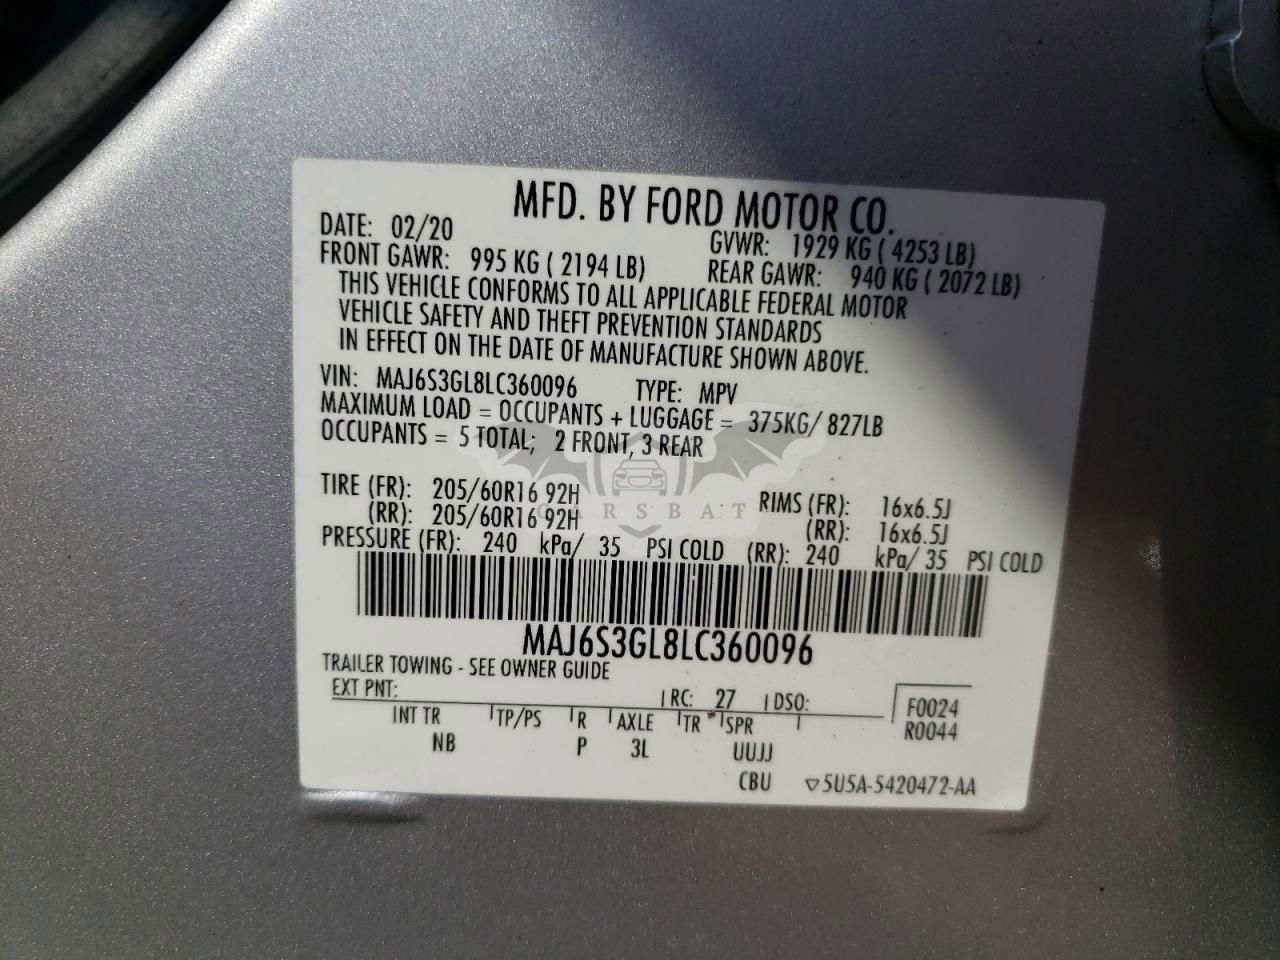 MFD. BY FORD MOTOR CO.
DATE: 02/20 GVWR: 1929 KG ( 4253 LB)
FRONT GAWR: 995 KG ( 2194 LB) REAR GAWR: 940 KG ( 2072 LB)
THIS VEHICLE CONFORMS TO ALL APPLICABLE FEDERAL MOTOR
VEHICLE SAFETY AND THEFT PREVENTION STANDARDS
IN EFFECT ON THE DATE OF MANUFACTURE SHOWN ABOVE.
VIN: MAJ6S3GL8LC360096 TYPE: MPV
MAXIMUM LOAD = OCCUPANTS + LUGGAGE = 375KG/ 827LB
OCCUPANTS = 5 TOTAL; 2 FRONT, 3 REAR
CARSBAT
TIRE (FR): 205/60R16 92H RIMS (FR): 16x6.5J
(RR): 205/60R16 92H (RR): 16x6.5J
PRESSURE (FR): 240 kPa/ 35 PSI COLD (RR): 240 kPa/ 35 PSI COLD
MAJ6S3GL8LC360096
TRAILER TOWING - SEE OWNER GUIDE
EXT PNT: RC: 27 DSO: F0024
INT TR TP/PS R AXLE TR SPR R0044
NB P 3L UUJJ
CBU ▽5U5A-5420472-AA